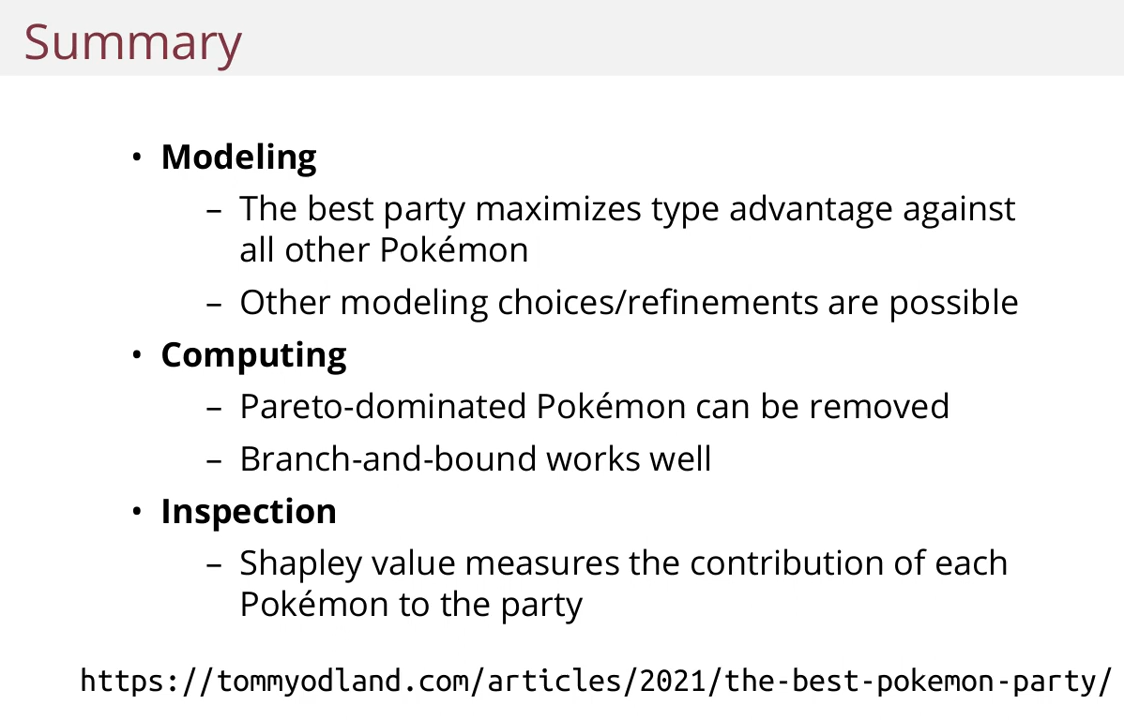 Summary
• Modeling
– The best party maximizes type advantage against
all other Pokémon
– Other modeling choices/refinements are possible
• Computing
– Pareto-dominated Pokémon can be removed
– Branch-and-bound works well
• Inspection
– Shapley value measures the contribution of each
Pokémon to the party
https://tommyodland.com/articles/2021/the-best-pokemon-party/